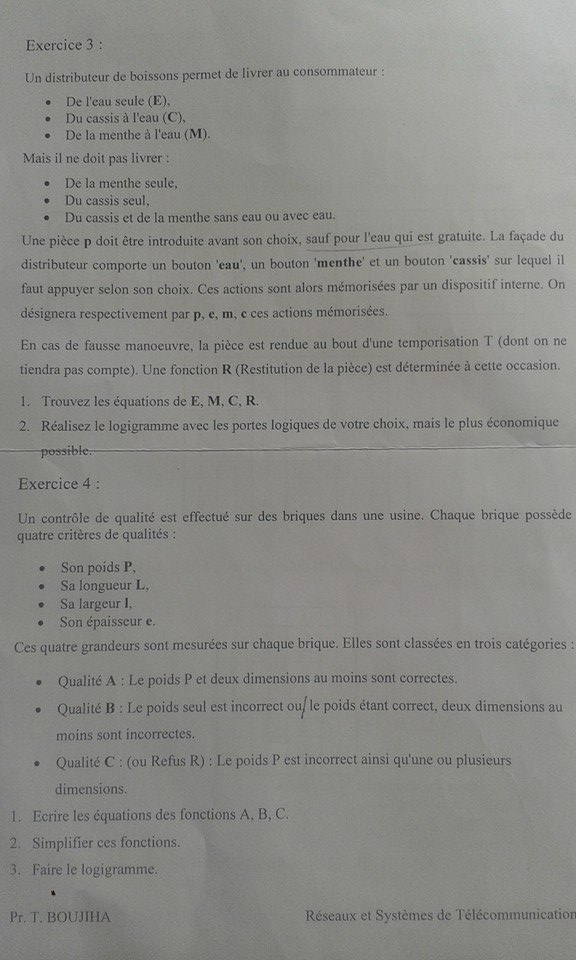 Exercice 3 :
Un distributeur de boissons permet de livrer au consommateur :
• De l'eau seule (E),
• Du cassis à l'eau (C),
• De la menthe à l'eau (M).
Mais il ne doit pas livrer :
• De la menthe seule,
• Du cassis seul,
• Du cassis et de la menthe sans eau ou avec eau.
Une pièce p doit être introduite avant son choix, sauf pour l'eau qui est gratuite. La façade du
distributeur comporte un bouton 'eau', un bouton 'menthe' et un bouton 'cassis' sur lequel il
faut appuyer selon son choix. Ces actions sont alors mémorisées par un dispositif interne. On
désignera respectivement par p, e, m, c ces actions mémorisées.
En cas de fausse manoeuvre, la pièce est rendue au bout d'une temporisation T (dont on ne
tiendra pas compte). Une fonction R (Restitution de la pièce) est déterminée à cette occasion.
1. Trouvez les équations de E, M, C, R.
2. Réalisez le logigramme avec les portes logiques de votre choix, mais le plus économique
possible.
Exercice 4 :
Un contrôle de qualité est effectué sur des briques dans une usine. Chaque brique possède
quatre critères de qualités :
• Son poids P,
• Sa longueur L,
• Sa largeur l,
• Son épaisseur e.
Ces quatre grandeurs sont mesurées sur chaque brique. Elles sont classées en trois catégories :
• Qualité A : Le poids P et deux dimensions au moins sont correctes.
• Qualité B : Le poids seul est incorrect ou/ le poids étant correct, deux dimensions au
moins sont incorrectes.
• Qualité C : (ou Refus R) : Le poids P est incorrect ainsi qu'une ou plusieurs
dimensions.
1. Ecrire les équations des fonctions A, B, C.
2. Simplifier ces fonctions.
3. Faire le logigramme.
Pr. T. BOUJIHA Réseaux et Systèmes de Télécommunication